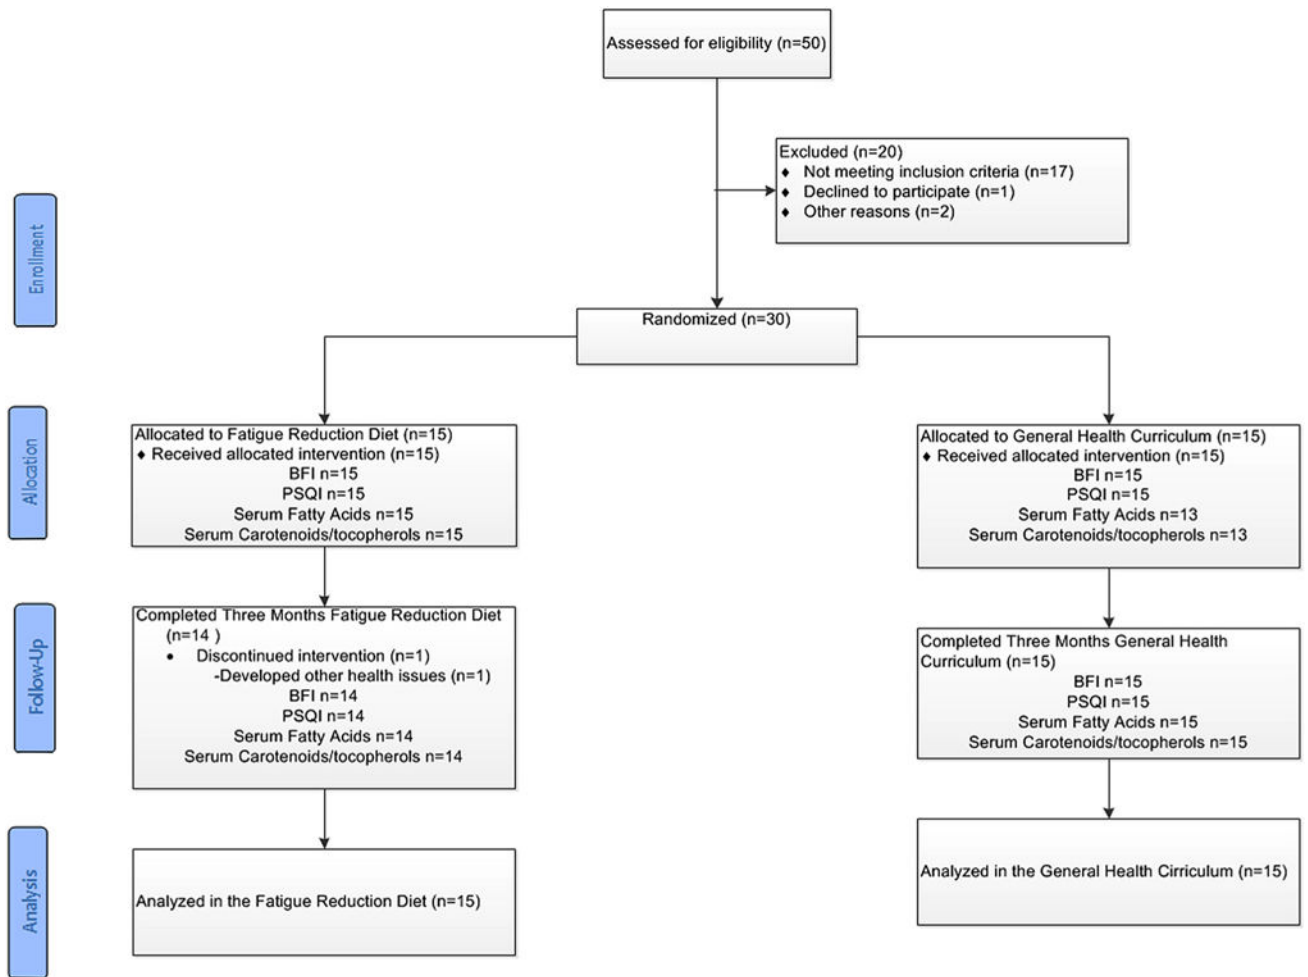 Assessed for eligibility (n=50)
Excluded (n=20)
♦ Not meeting inclusion criteria (n=17)
♦ Declined to participate (n=1)
♦ Other reasons (n=2)
Enrollment
Randomized (n=30)
Allocation
Allocated to Fatigue Reduction Diet (n=15)
♦ Received allocated intervention (n=15)
BFI n=15
PSQI n=15
Serum Fatty Acids n=15
Serum Carotenoids/tocopherols n=15
Allocated to General Health Curriculum (n=15)
♦ Received allocated intervention (n=15)
BFI n=15
PSQI n=15
Serum Fatty Acids n=13
Serum Carotenoids/tocopherols n=13
Follow-Up
Completed Three Months Fatigue Reduction Diet
(n=14 )
• Discontinued intervention (n=1)
-Developed other health issues (n=1)
BFI n=14
PSQI n=14
Serum Fatty Acids n=14
Serum Carotenoids/tocopherols n=14
Completed Three Months General Health
Curriculum (n=15)
BFI n=15
PSQI n=15
Serum Fatty Acids n=15
Serum Carotenoids/tocopherols n=15
Analysis
Analyzed in the Fatigue Reduction Diet (n=15)
Analyzed in the General Health Cirriculum (n=15)